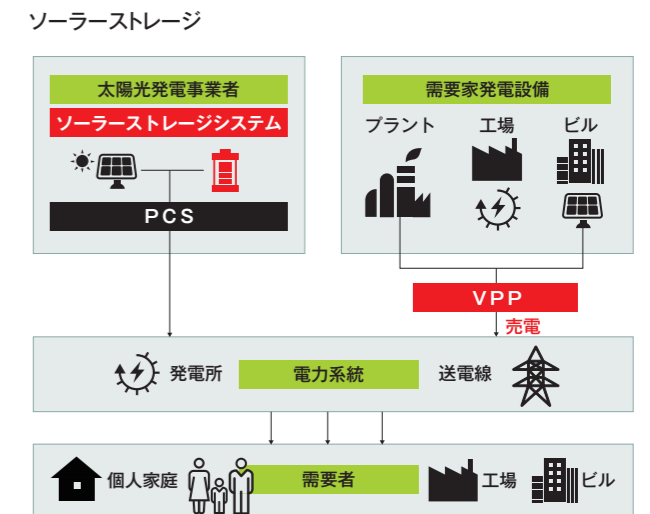 ソーラーストレージ
太陽光発電事業者
ソーラーストレージシステム
PCS
需要家発電設備
プラント 工場 ビル
VPP
売電
発電所 電力系統 送電線
個人家庭 需要者 工場 ビル